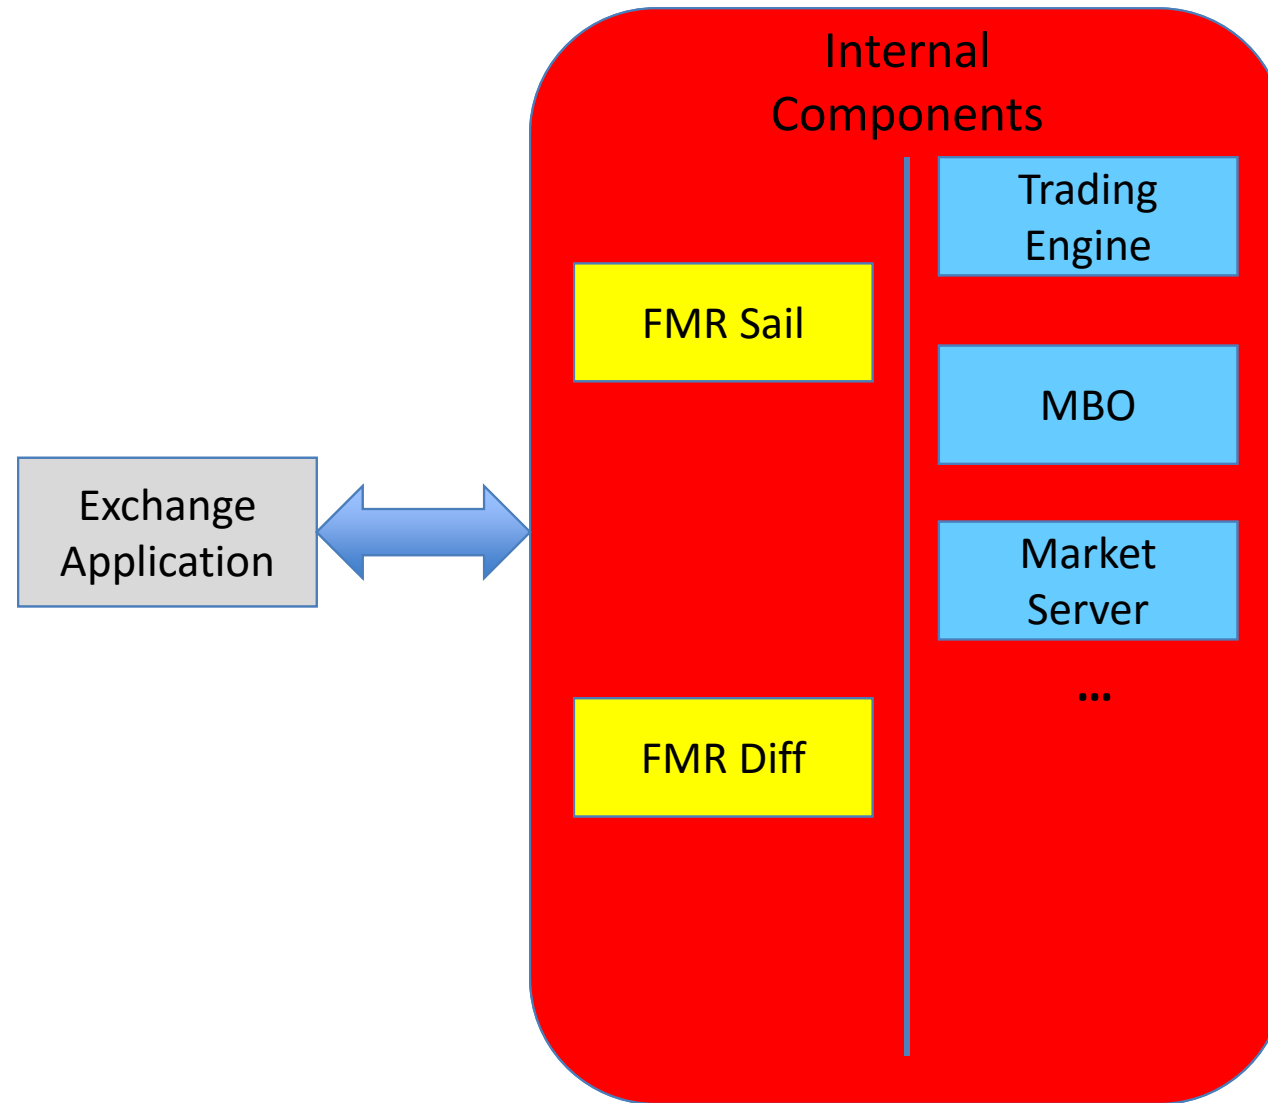 Internal
Components
Trading
Engine
FMR Sail
MBO
Exchange
Application
Market
Server
...
FMR Diff